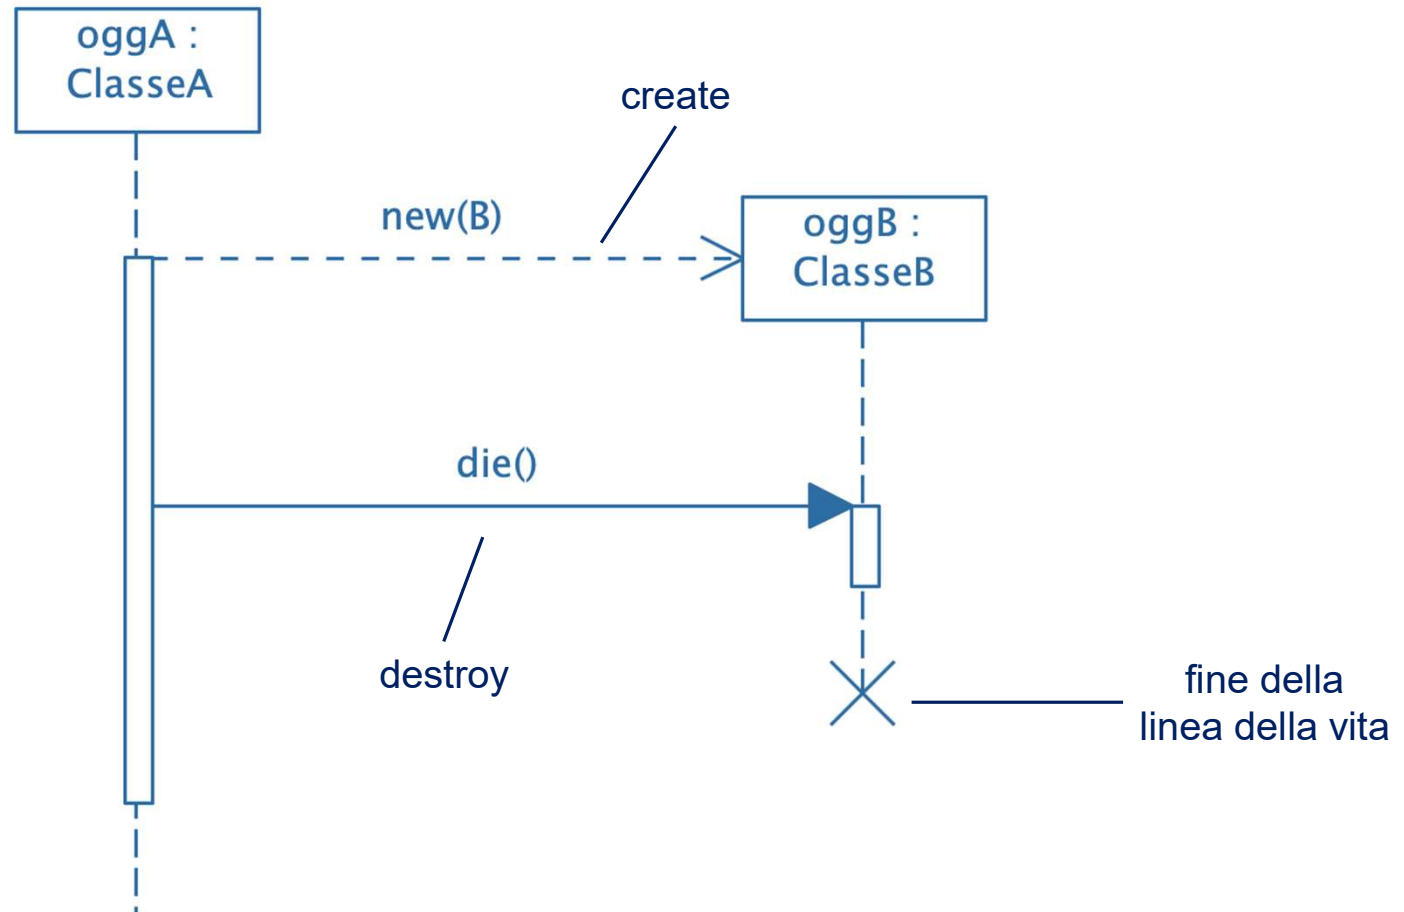 oggA :
ClasseA
create
new(B)
oggB :
ClasseB
die()
destroy
fine della
linea della vita